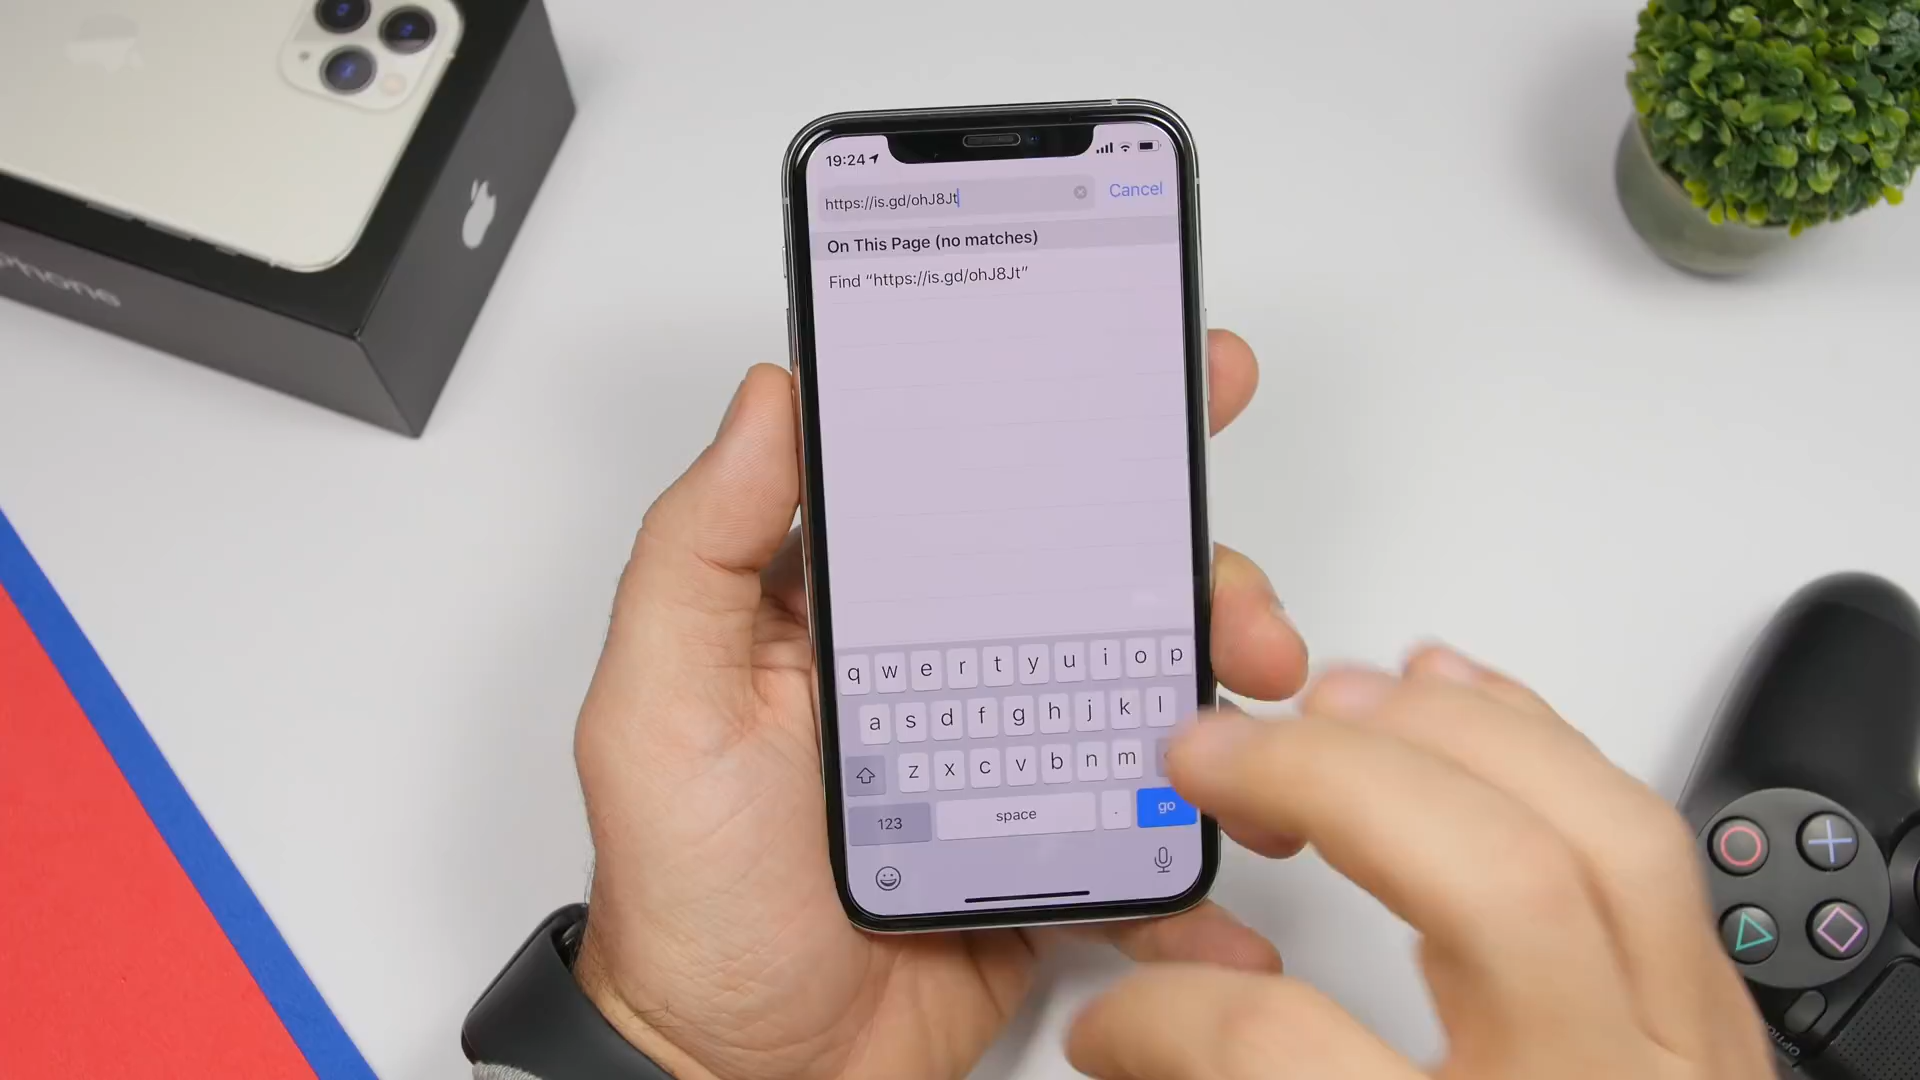 19:24
https://is.gd/ohJ8Jt
Cancel
On This Page (no matches)
Find “https://is.gd/ohJ8Jt”
q w e r t y u i o p
a s d f g h j k l
z x c v b n m
123
space
.
go
OPTIO